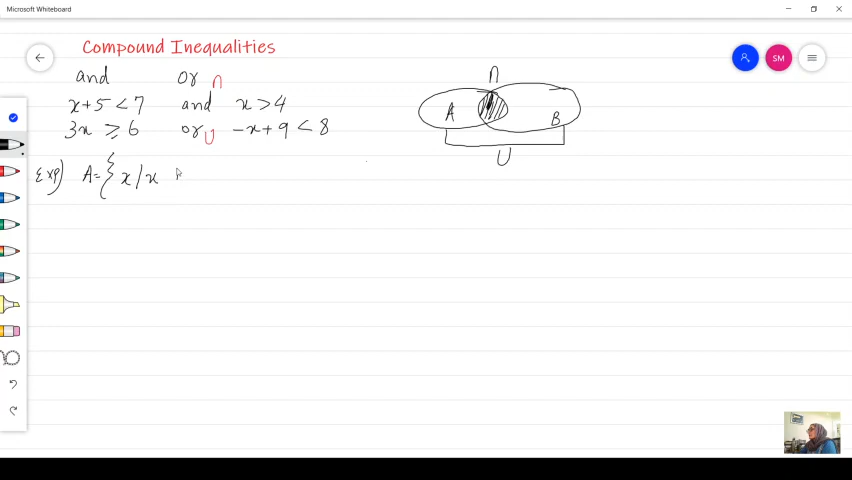 Microsoft Whiteboard
SM
Compound Inequalities
and or ∩
x+5 < 7 and x > 4
3x ≥ 6 or ∪ -x + 9 < 8
∩
A B
∪
Exp) A = { x / x